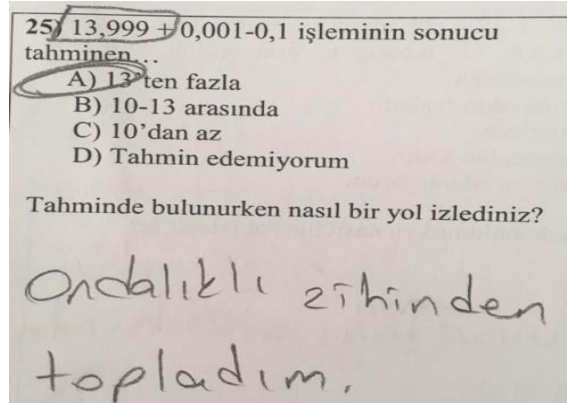 25) 13,999 + 0,001-0,1 işleminin sonucu
tahminen…
A) 13’ten fazla
B) 10-13 arasında
C) 10’dan az
D) Tahmin edemiyorum
Tahminde bulunurken nasıl bir yol izlediniz?
Ondalıklı zihinden
topladım.